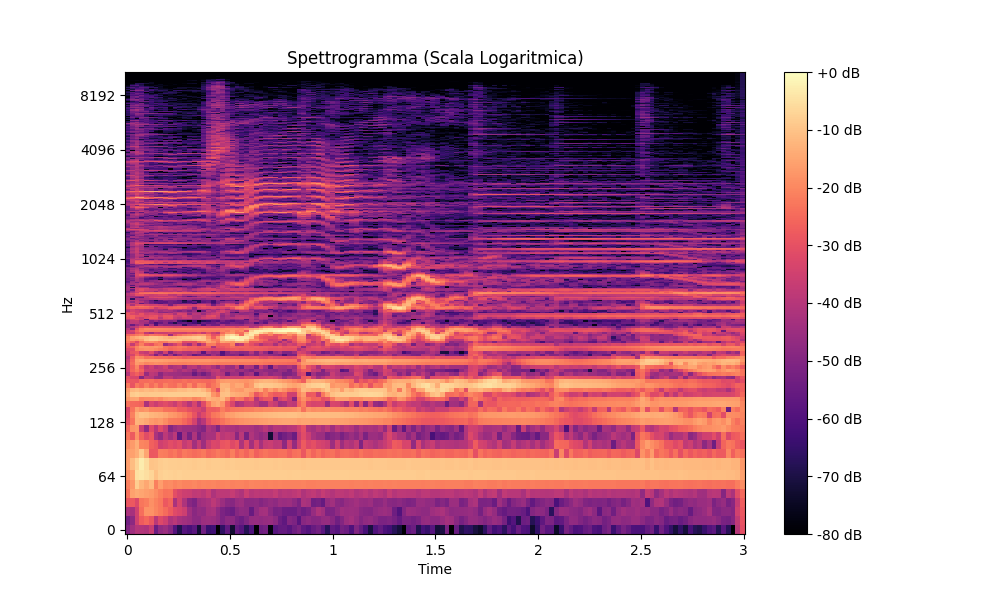 Spettrogramma (Scala Logaritmica)
8192
4096
2048
1024
512
256
128
64
0
Hz
0
0.5
1
1.5
2
2.5
3
Time
+0 dB
-10 dB
-20 dB
-30 dB
-40 dB
-50 dB
-60 dB
-70 dB
-80 dB